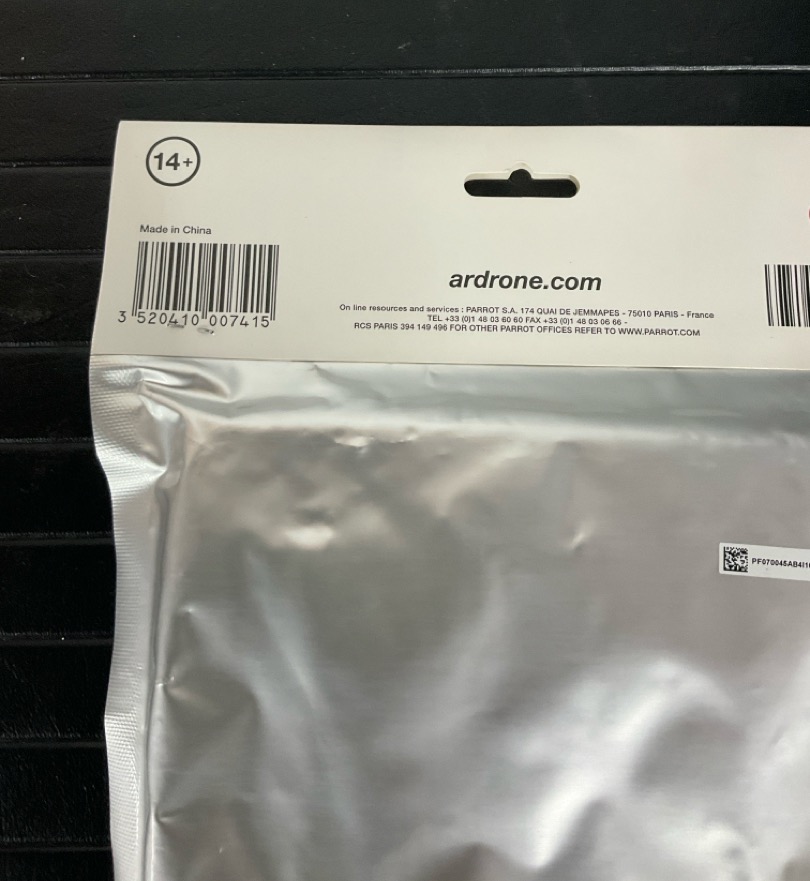 14+
Made in China
3 520410 007415
ardrone.com
On line resources and services : PARROT S.A. 174 QUAI DE JEMMAPES - 75010 PARIS - France
TEL +33 (0)1 48 03 60 60 FAX +33 (0)1 48 03 06 66 -
RCS PARIS 394 149 496 FOR OTHER PARROT OFFICES REFER TO WWW.PARROT.COM